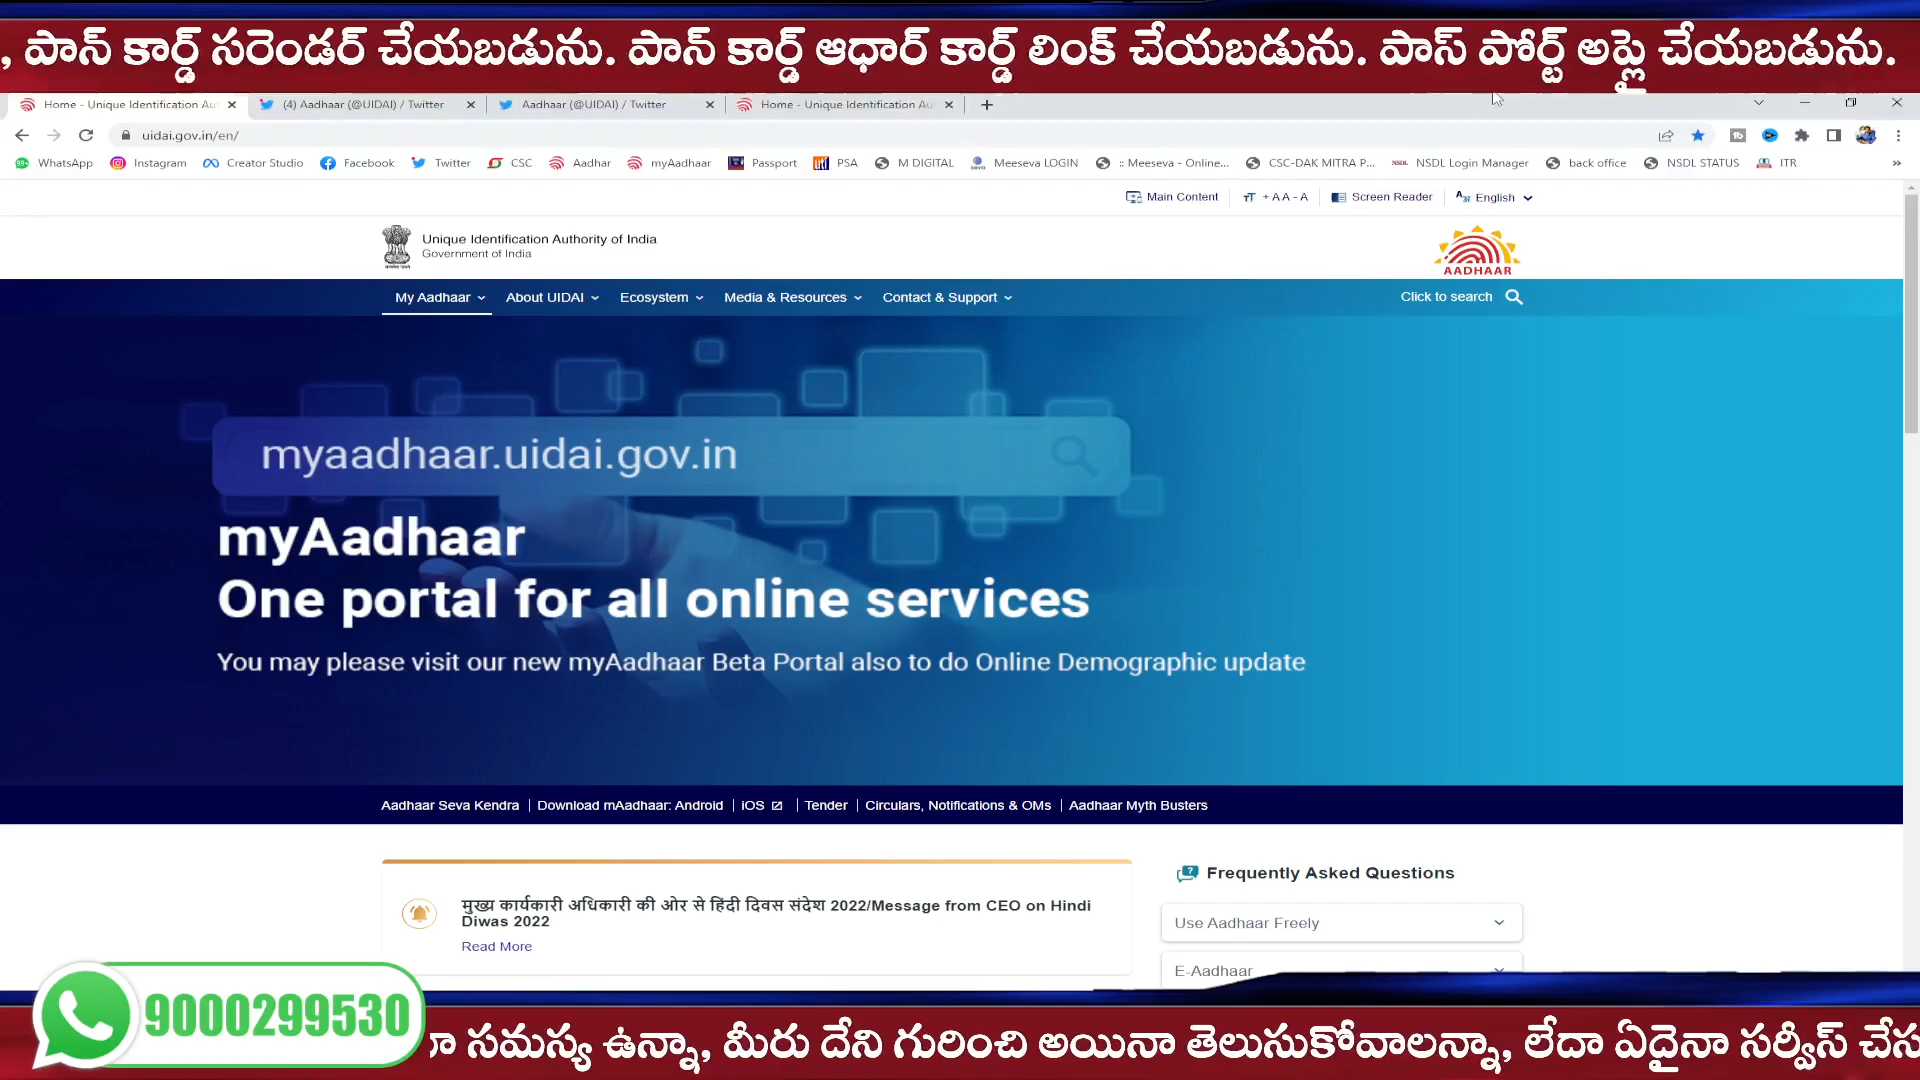 , పాన్ కార్డ్ సరెండర్ చేయబడును. పాన్ కార్డ్ ఆధార్ కార్డ్ లింక్ చేయబడును. పాస్ పోర్ట్ అప్లై చేయబడును.
Home - Unique Identification Au
(4) Aadhaar (@UIDAI) / Twitter
Aadhaar (@UIDAI) / Twitter
Home - Unique Identification Au
uidai.gov.in/en/
WhatsApp
Instagram
Creator Studio
Facebook
Twitter
CSC
Aadhar
myAadhaar
Passport
PSA
M DIGITAL
Meeseva LOGIN
:: Meeseva - Online...
CSC-DAK MITRA P...
NSDL Login Manager
back office
NSDL STATUS
ITR
Main Content
+ A A - A
Screen Reader
English
Unique Identification Authority of India
Government of India
AADHAAR
My Aadhaar
About UIDAI
Ecosystem
Media & Resources
Contact & Support
Click to search
myaadhaar.uidai.gov.in
myAadhaar
One portal for all online services
You may please visit our new myAadhaar Beta Portal also to do Online Demographic update
Aadhaar Seva Kendra
Download mAadhaar: Android
iOS
Tender
Circulars, Notifications & OMs
Aadhaar Myth Busters
मुख्य कार्यकारी अधिकारी की ओर से हिंदी दिवस संदेश 2022/Message from CEO on Hindi
Diwas 2022
Read More
Frequently Asked Questions
Use Aadhaar Freely
E-Aadhaar
9000299530
సమస్య ఉన్నా, మీరు దేని గురించి అయినా తెలుసుకోవాలన్నా, లేదా ఏదైనా సర్వీస్ చేసు